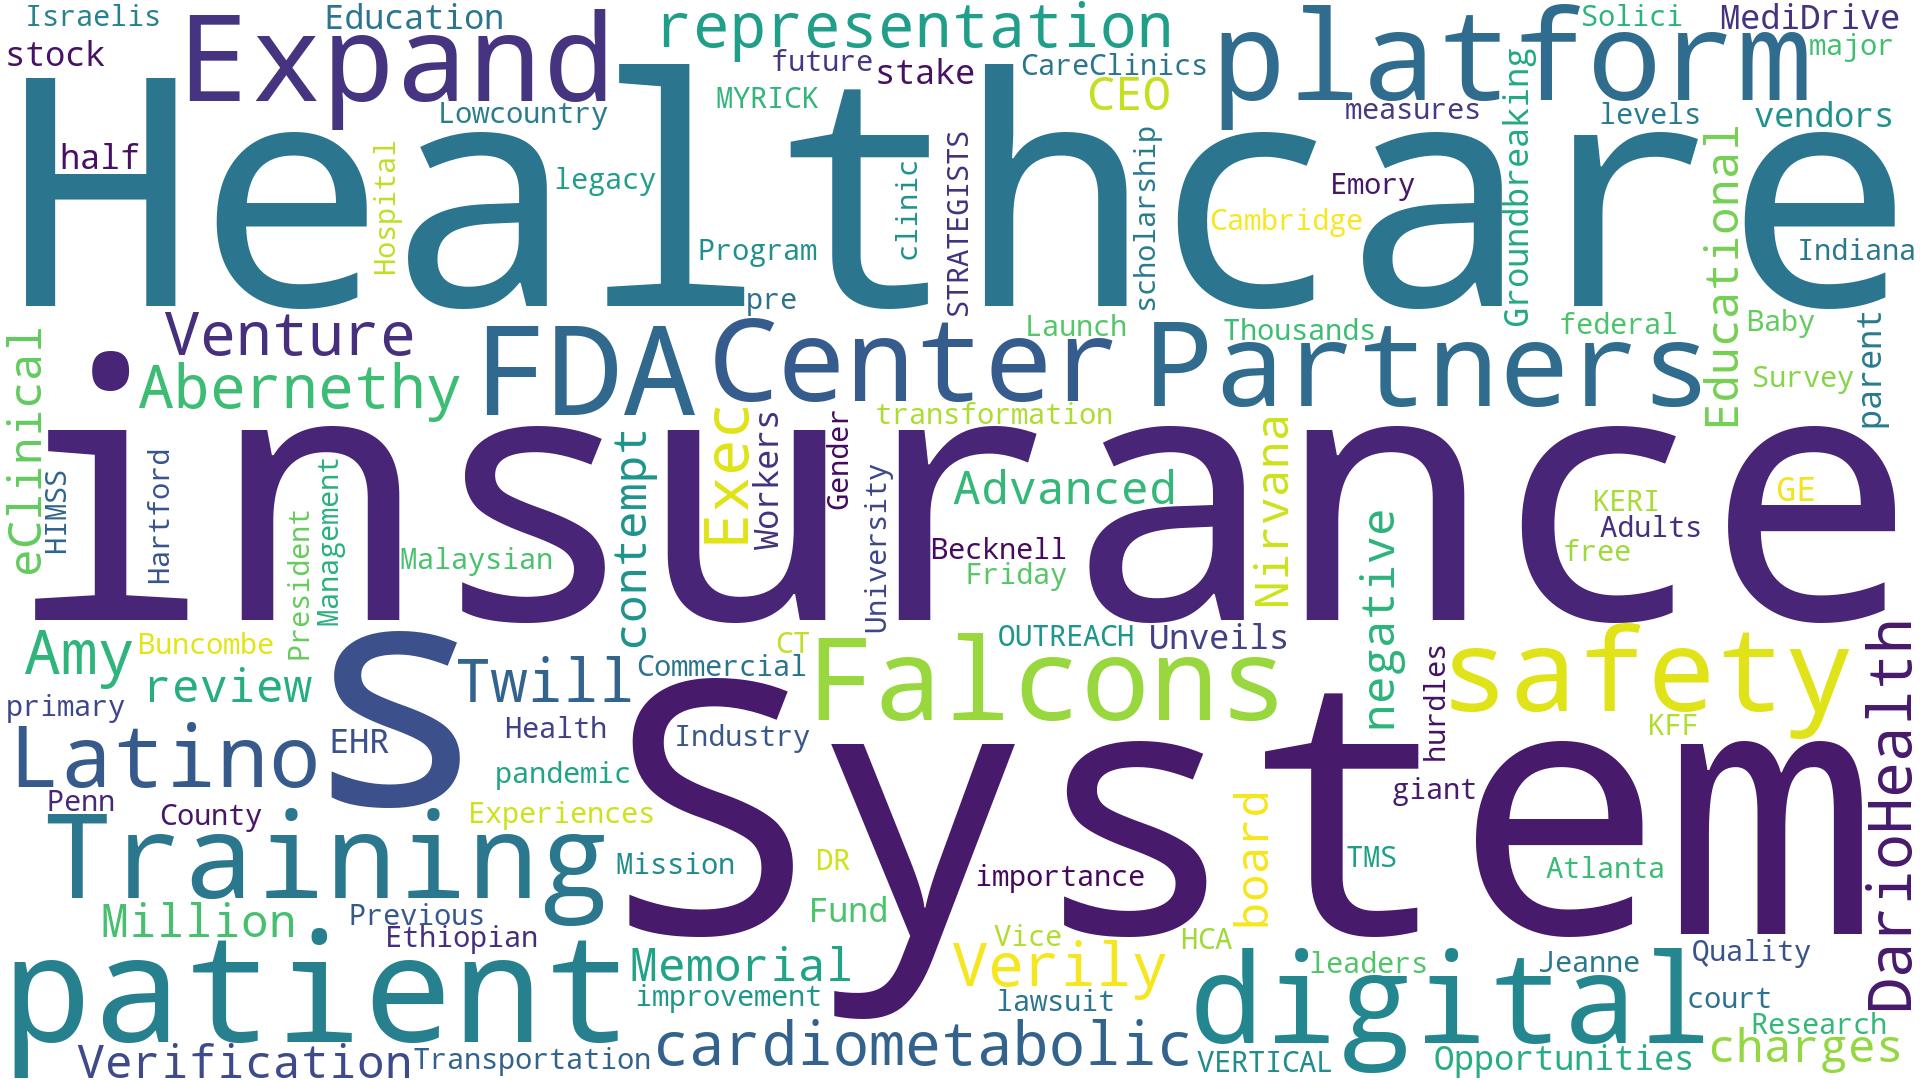 Israelis
Education
representation
Solici
MediDrive
stock
Expand
future
stake
CareClinics
platform
major
MYRICK
CEO
Lowcountry
measures
levels
vendors
Healthcare
half
Hospital
legacy
clinic
STRATEGISTS
scholarship
Emory
Cambridge
Groundbreaking
Educational
Program
Indiana
pre
Venture
FDA
Center
Launch
Partners
Thousands
federal
Baby
eClinical
Abernethy
Survey
parent
insurance
Exec
Workers
Gender
transformation
contempt
Nirvana
HIMSS
Hartford
President
Management
University
Advanced
KERI
GE
Adults
Malaysian
Becknell
free
Friday
negative
Amy
Buncombe
CT
OUTREACH
Unveils
review
s
Twill
Commercial
Falcons
hurdles
safety
DarioHealth
primary
Latino
EHR
Health
Industry
KFF
System
pandemic
Penn
County
Experiences
giant
Training
Mission
DR
importance
board
TMS
Atlanta
Million
Previous
Fund
Ethiopian
Vice
HCA
patient
Memorial
Verily
digital
leaders
Jeanne
Quality
improvement
lawsuit
court
Verification
Transportation
cardiometabolic
VERTICAL
Opportunities
Research
charges